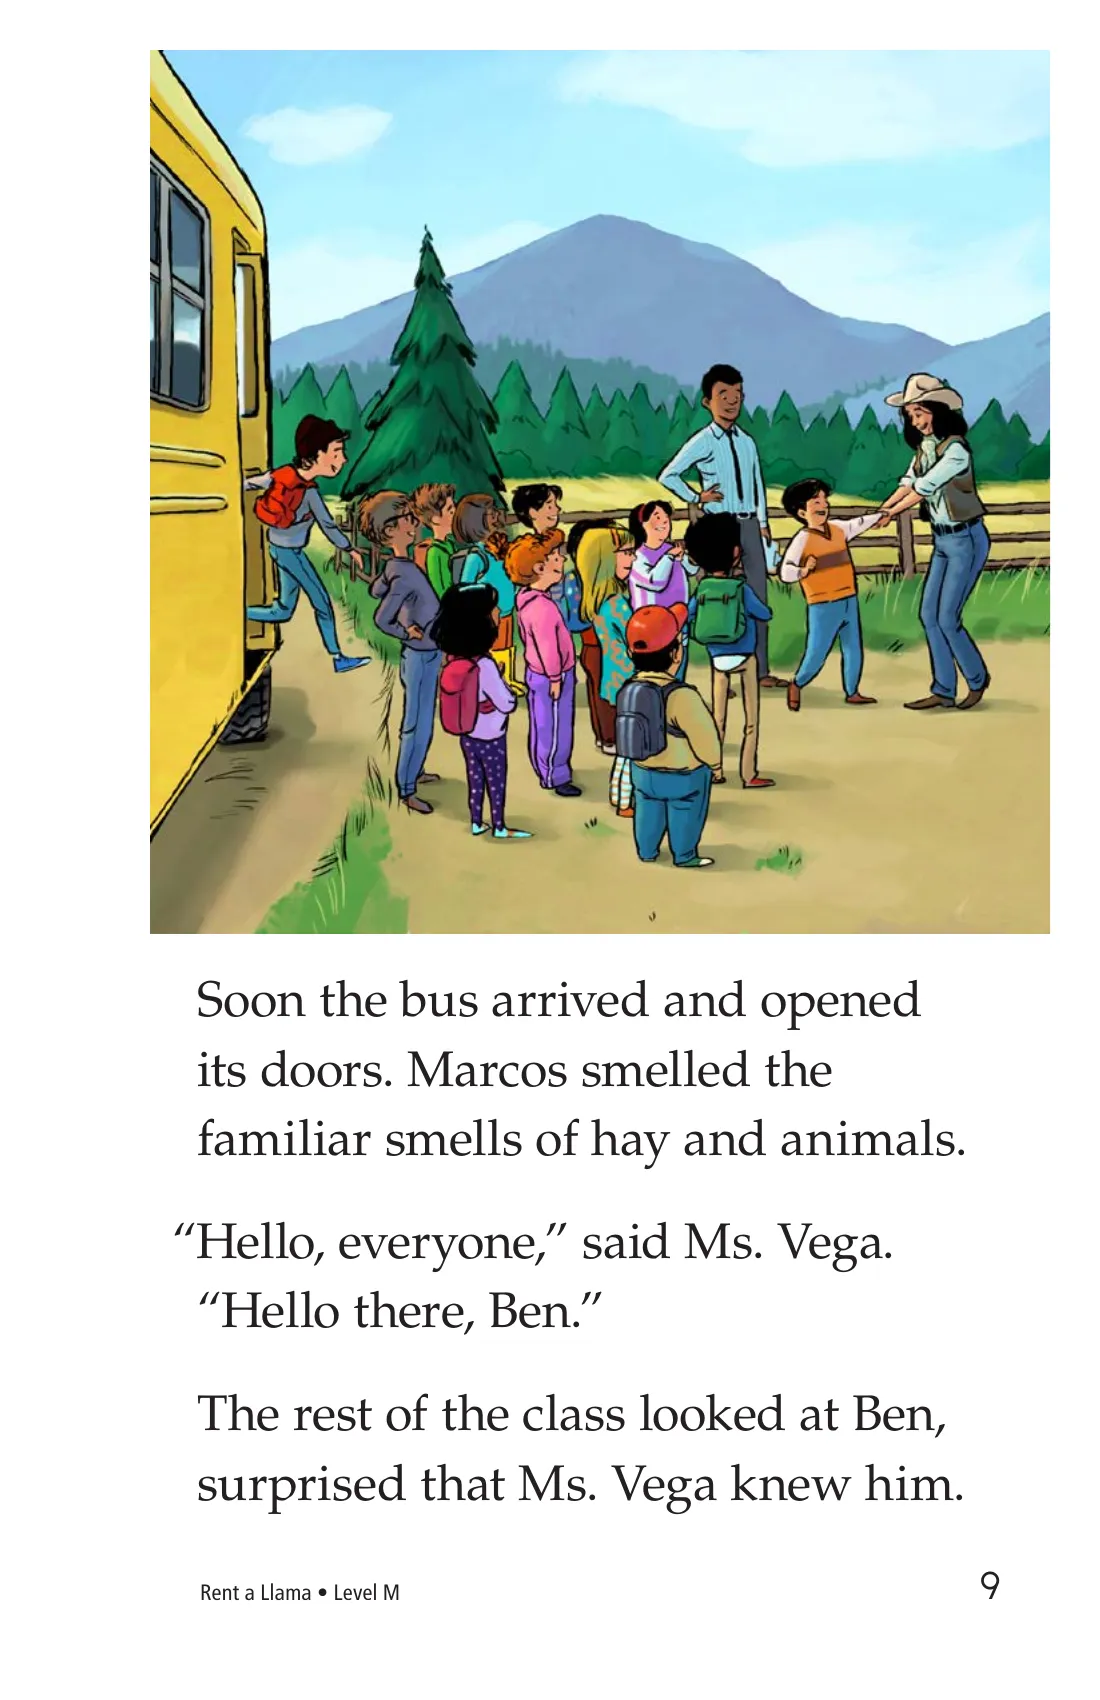 Soon the bus arrived and opened
its doors. Marcos smelled the
familiar smells of hay and animals.
“Hello, everyone,” said Ms. Vega.
“Hello there, Ben.”
The rest of the class looked at Ben,
surprised that Ms. Vega knew him.
Rent a Llama • Level M
9